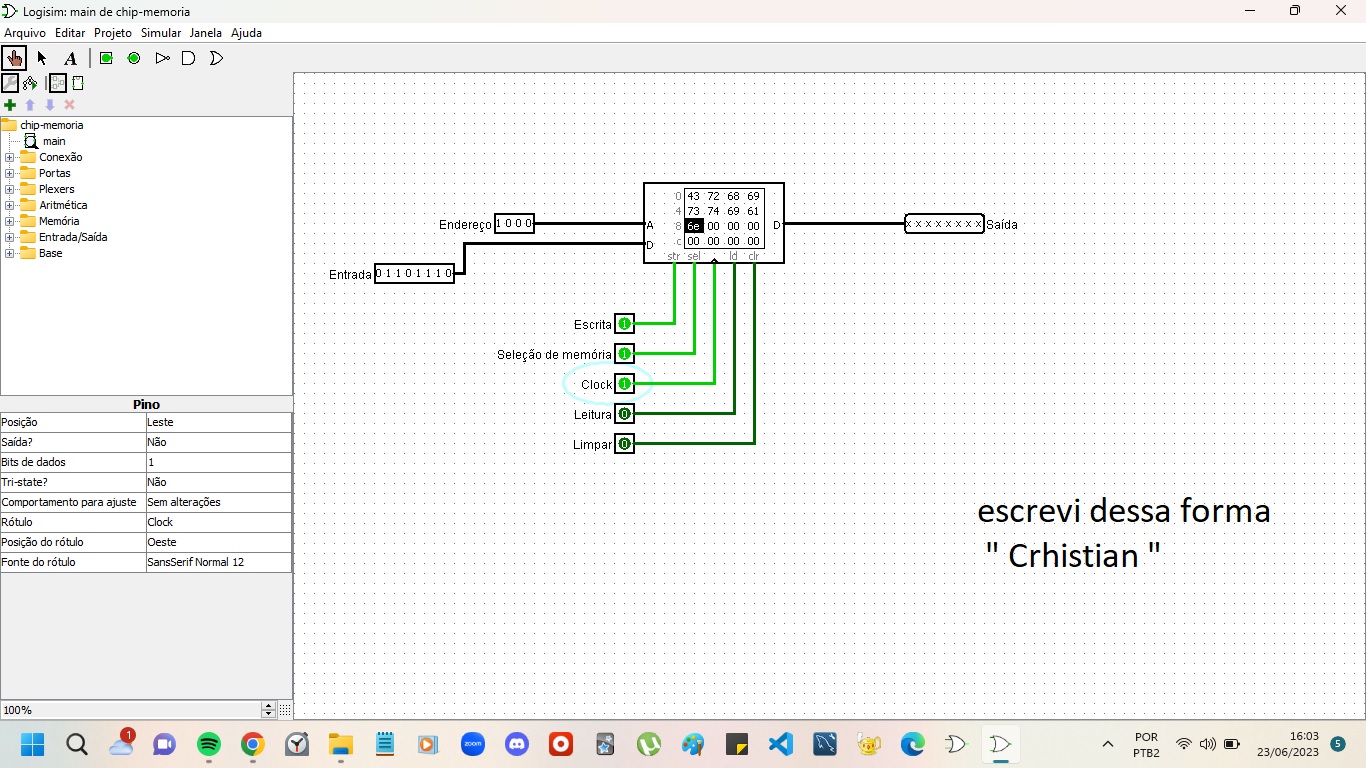 Logisim: main de chip-memoria
Arquivo Editar Projeto Simular Janela Ajuda
A
chip-memoria
main
Conexão
Portas
Plexers
Aritmética
Memória
Entrada/Saída
Base
Pino
Posição Leste
Saída? Não
Bits de dados 1
Tri-state? Não
Comportamento para ajuste Sem alterações
Rótulo Clock
Posição do rótulo Oeste
Fonte do rótulo SansSerif Normal 12
100%
0 43 72 68 69
4 73 74 69 61
8 6e 00 00 00
c 00 00 00 00
A
D
D
str sel ld clr
Endereço 1 0 0 0
Entrada 0 1 1 0 1 1 1 0
x x x x x x x x Saída
Escrita 1
Seleção de memória 1
Clock 1
Leitura 0
Limpar 0
escrevi dessa forma
" Crhistian "
1
zoom
POR
PTB2
16:03
23/06/2023
5